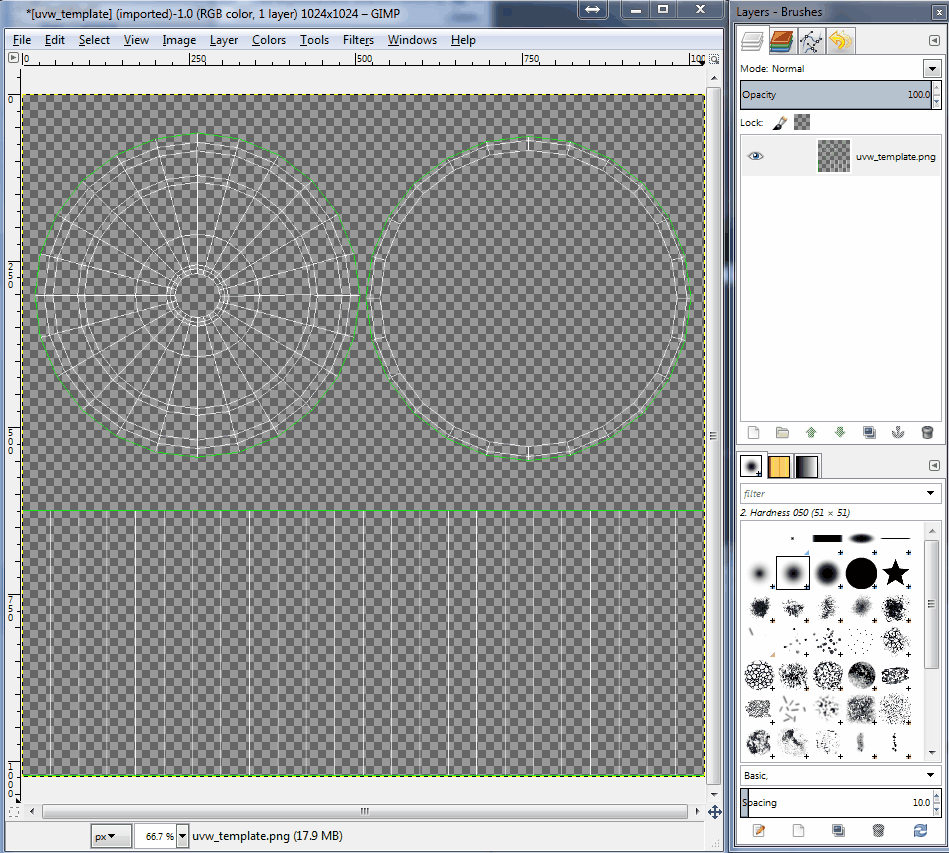 *[uvw_template] (imported)-1.0 (RGB color, 1 layer) 1024x1024 – GIMP
File Edit Select View Image Layer Colors Tools Filters Windows Help
0 250 500 750 100
0
250
500
750
1000
px 66.7 % uvw_template.png (17.9 MB)
Layers - Brushes
Mode: Normal
Opacity 100.0
Lock:
uvw_template.png
filter
2. Hardness 050 (51 × 51)
Basic,
Spacing 10.0